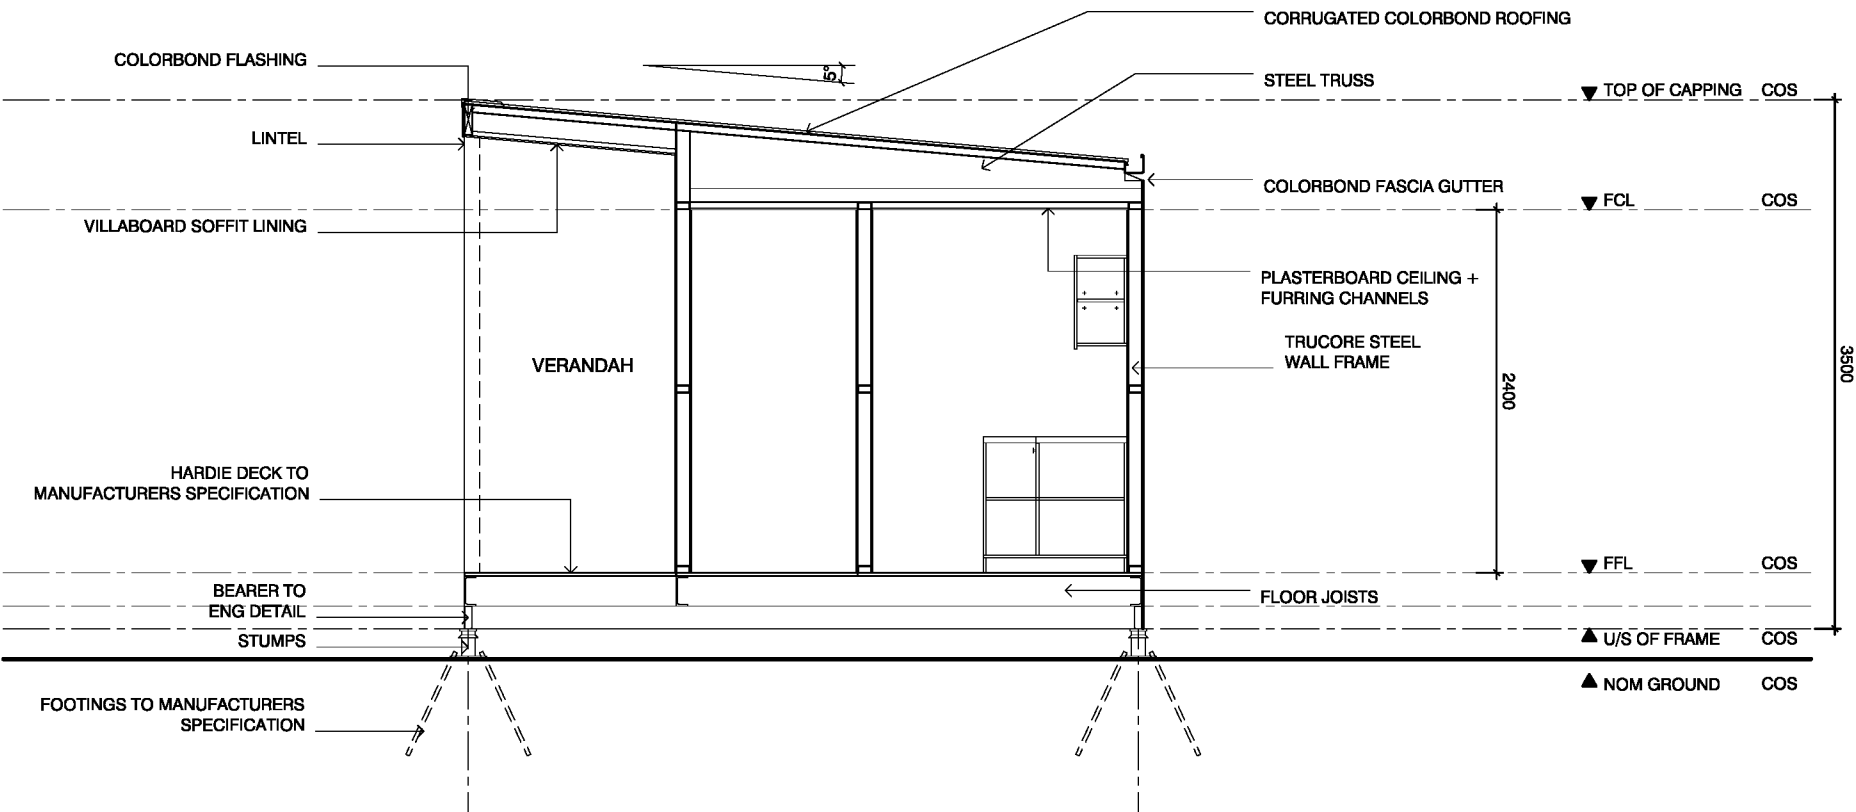 CORRUGATED COLORBOND ROOFING
COLORBOND FLASHING
5°
STEEL TRUSS
TOP OF CAPPING COS
LINTEL
COLORBOND FASCIA GUTTER
FCL COS
VILLABOARD SOFFIT LINING
PLASTERBOARD CEILING +
FURRING CHANNELS
TRUCORE STEEL
WALL FRAME
VERANDAH
2400
3500
HARDIE DECK TO
MANUFACTURERS SPECIFICATION
FFL COS
BEARER TO
ENG DETAIL
FLOOR JOISTS
STUMPS
U/S OF FRAME COS
NOM GROUND COS
FOOTINGS TO MANUFACTURERS
SPECIFICATION